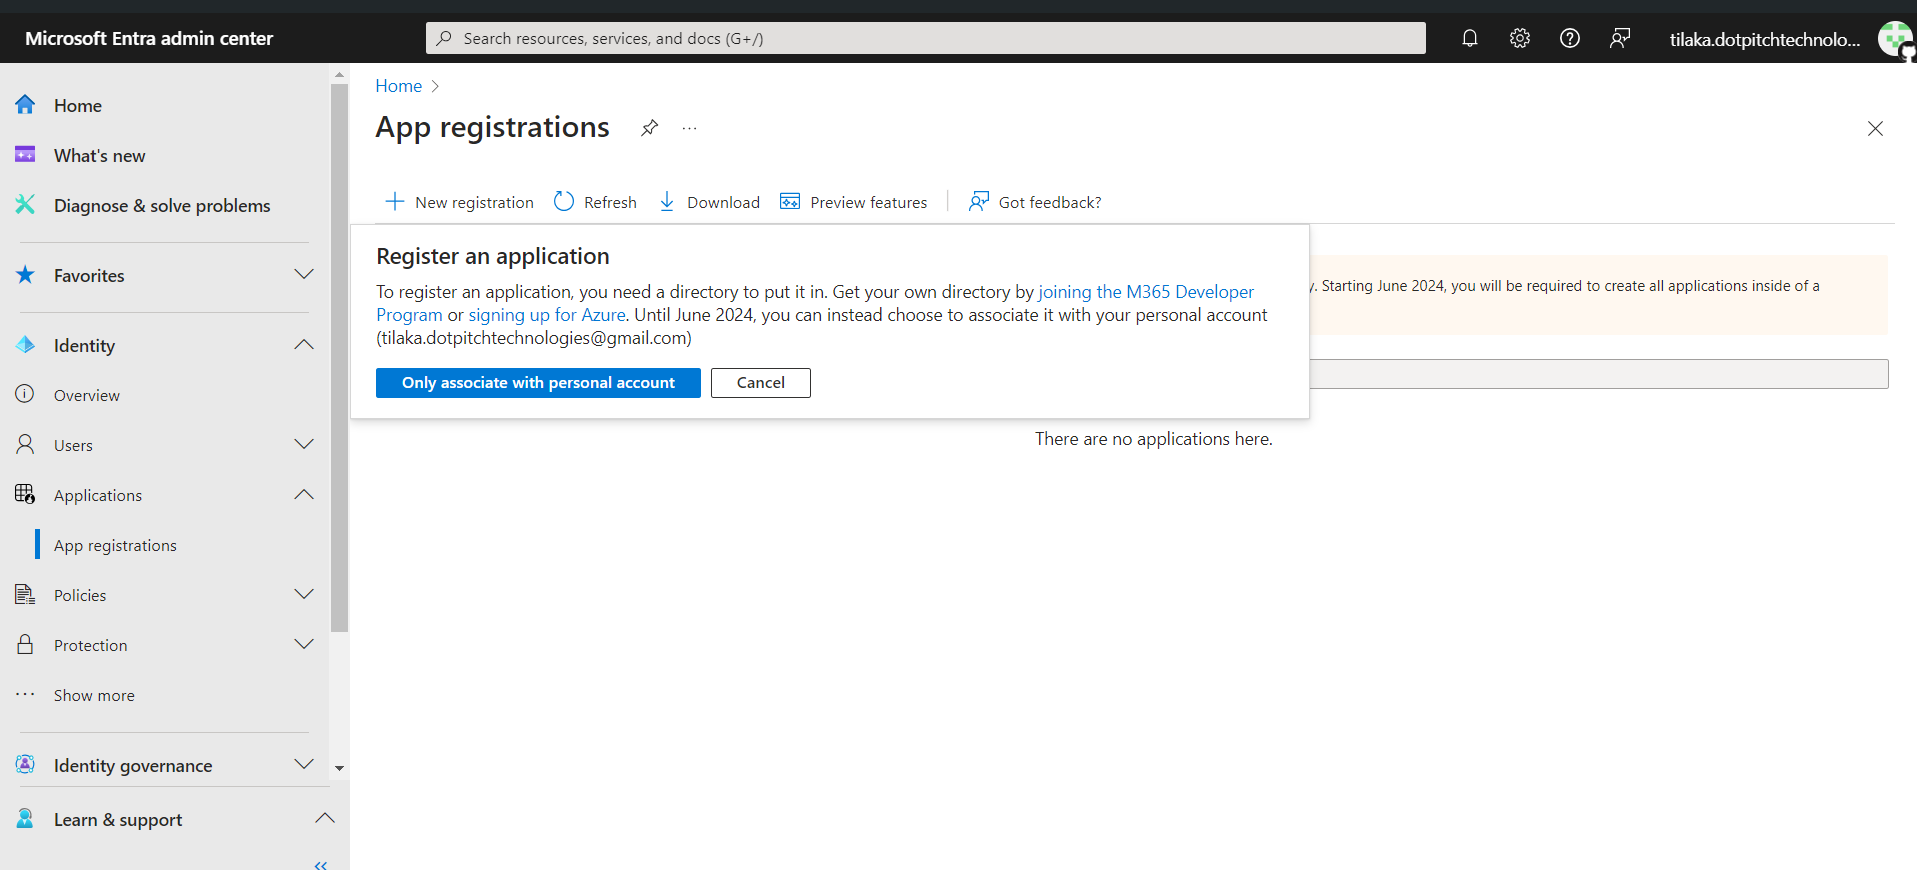 Microsoft Entra admin center
Search resources, services, and docs (G+/)
tilaka.dotpitchtechnolo...
Home
What's new
Diagnose & solve problems
Favorites
Identity
Overview
Users
Applications
App registrations
Policies
Protection
Show more
Identity governance
Learn & support
Home
App registrations
New registration
Refresh
Download
Preview features
Got feedback?
Register an application
To register an application, you need a directory to put it in. Get your own directory by joining the M365 Developer
Program or signing up for Azure. Until June 2024, you can instead choose to associate it with your personal account
(tilaka.dotpitchtechnologies@gmail.com)
Only associate with personal account
Cancel
. Starting June 2024, you will be required to create all applications inside of a
There are no applications here.